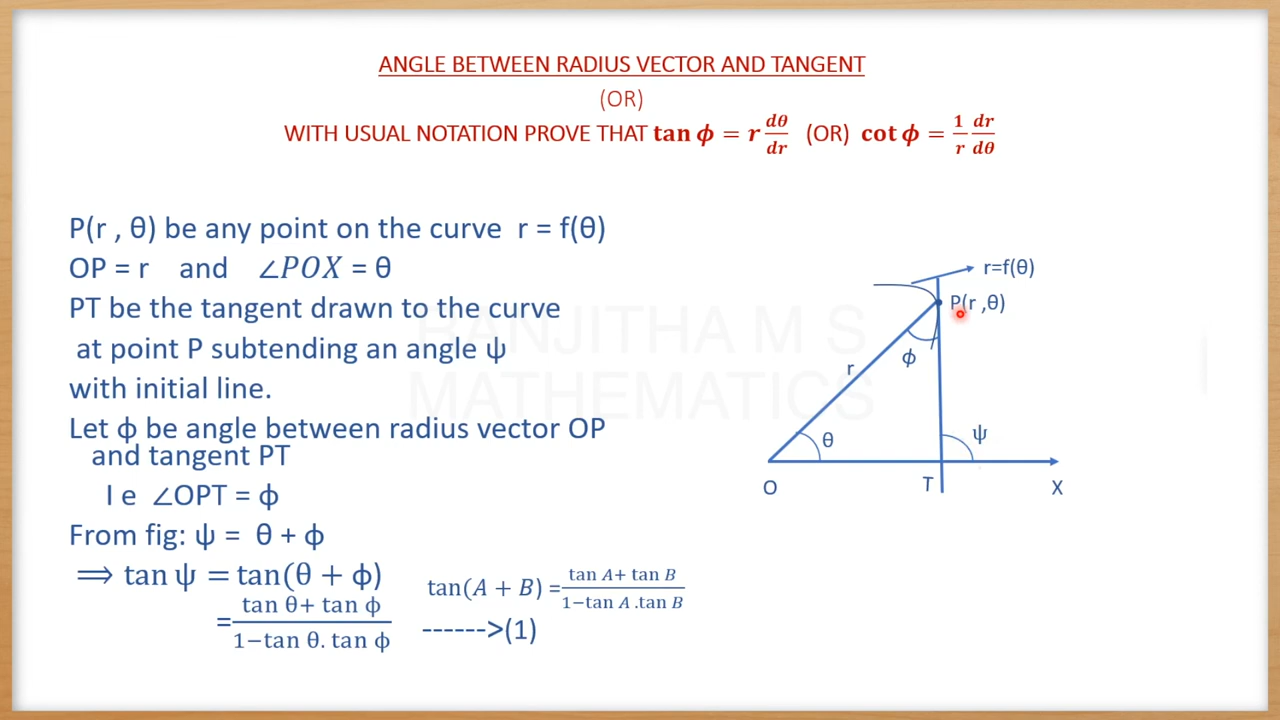 ANGLE BETWEEN RADIUS VECTOR AND TANGENT
(OR)
WITH USUAL NOTATION PROVE THAT tan ϕ = r dθ/dr (OR) cot ϕ = 1/r dr/dθ
P(r , θ) be any point on the curve r = f(θ)
OP = r and ∠POX = θ
PT be the tangent drawn to the curve
at point P subtending an angle ψ
with initial line.
Let ϕ be angle between radius vector OP
and tangent PT
I e ∠OPT = ϕ
From fig: ψ = θ + ϕ
⟹ tan ψ = tan(θ + ϕ)
= tan θ+ tan ϕ / 1−tan θ. tan ϕ
tan(A + B) = tan A+ tan B / 1−tan A .tan B
------>(1)
r=f(θ)
P(r ,θ)
ϕ
r
θ
ψ
O
T
X
RANJITHA M S
MATHEMATICS